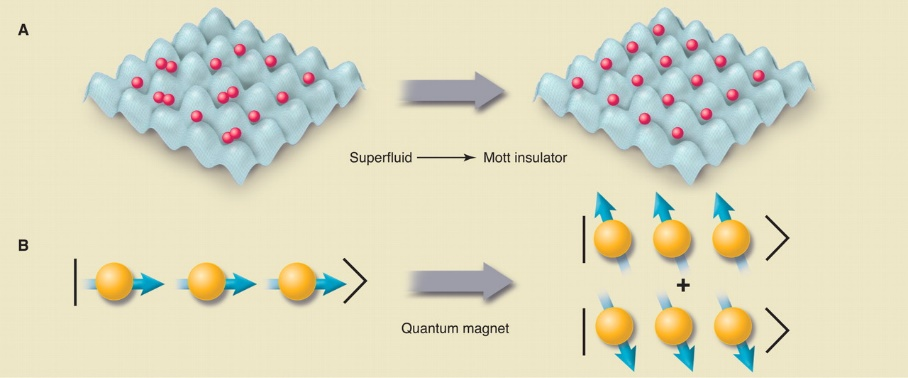 A
Superfluid → Mott insulator
B
+
Quantum magnet